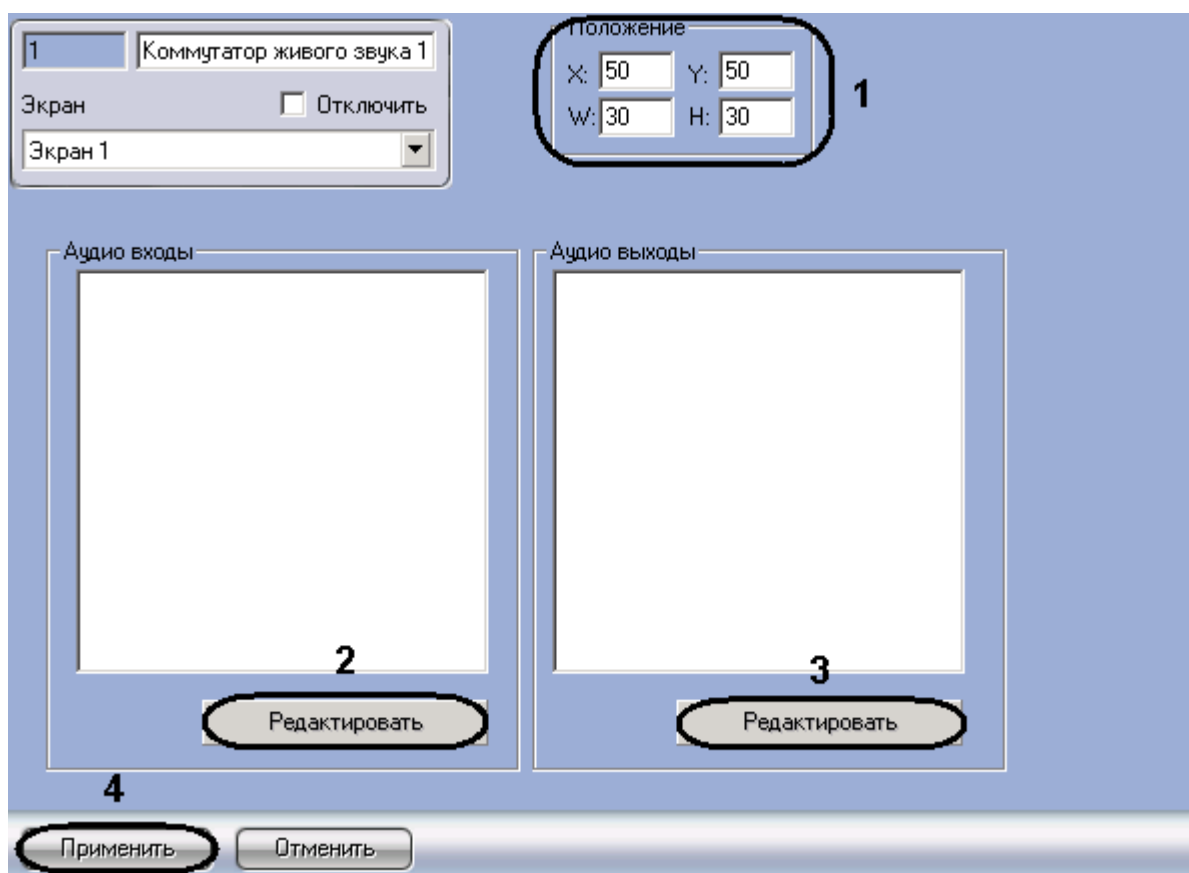 1 Коммутатор живого звука 1
Экран Отключить
Экран 1
Положение
X: 50 Y: 50
W: 30 H: 30
1
Аудио входы
Аудио выходы
2
Редактировать
3
Редактировать
4
Применить Отменить